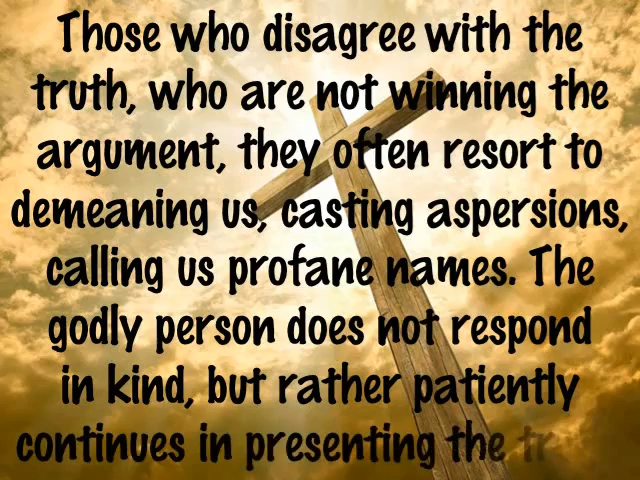 Those who disagree with the
truth, who are not winning the
argument, they often resort to
demeaning us, casting aspersions,
calling us profane names. The
godly person does not respond
in kind, but rather patiently
continues in presenting the